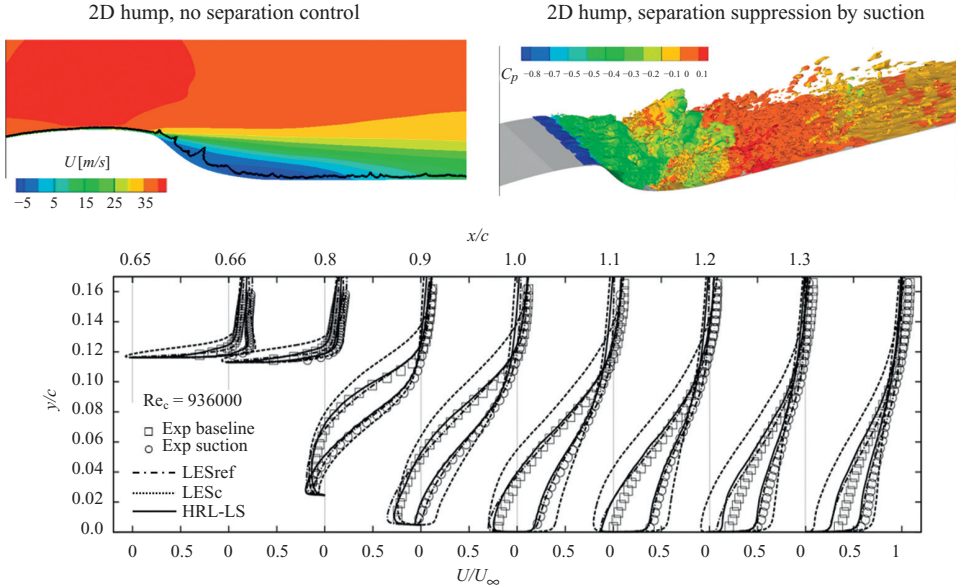 2D hump, no separation control
2D hump, separation suppression by suction
U [m/s]
−5 5 15 25 35
Cp
−0.8 −0.7 −0.5 −0.4 −0.3 −0.2 −0.1 0 0.1
x/c
0.65 0.66 0.8 0.9 1.0 1.1 1.2 1.3
0.16
0.14
0.12
0.10
0.08
0.06
0.04
0.02
0.0
y/c
Re_c = 936000
Exp baseline
Exp suction
LESref
LESc
HRL-LS
0 0.5 0 0.5 0 0.5 0 0.5 0 0.5 0 0.5 0 0.5 0 0.5 1
U/U∞